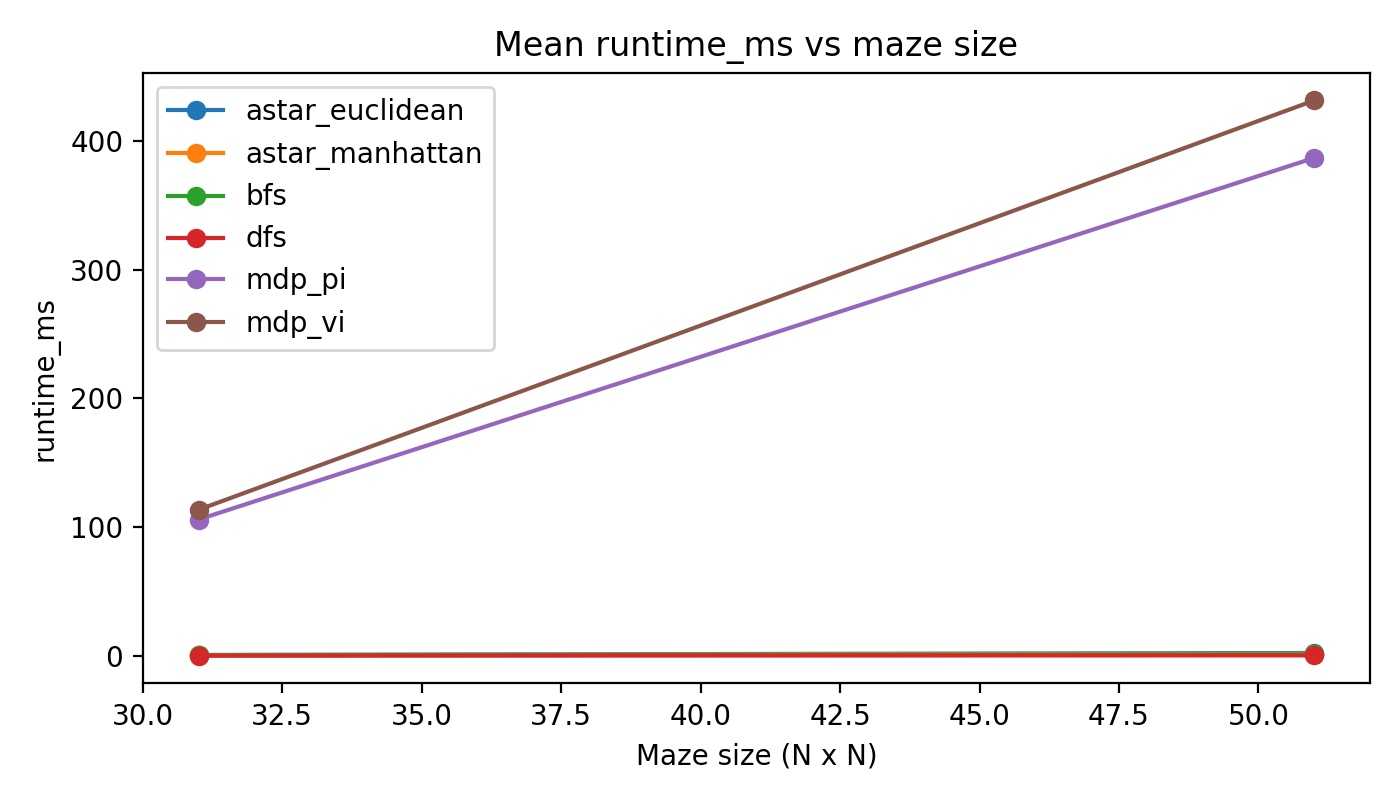 Mean runtime_ms vs maze size
astar_euclidean
astar_manhattan
bfs
dfs
mdp_pi
mdp_vi
runtime_ms
400
300
200
100
0
30.0 32.5 35.0 37.5 40.0 42.5 45.0 47.5 50.0
Maze size (N x N)